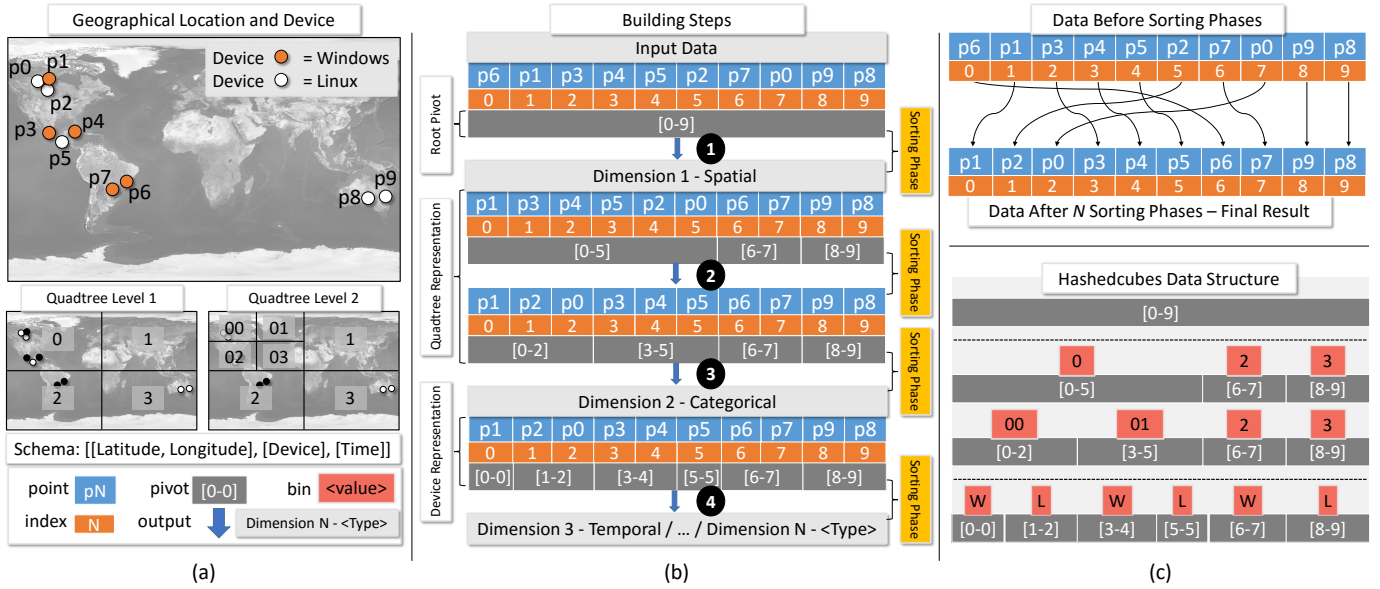 Geographical Location and Device
Device = Windows
Device = Linux
p0
p1
p2
p3
p4
p5
p7
p6
p8
p9
Quadtree Level 1
Quadtree Level 2
0
1
2
3
00
01
02
03
1
2
3
Schema: [[Latitude, Longitude], [Device], [Time]]
point pN pivot [0-0] bin <value>
index N output Dimension N - <Type>
(a)
Building Steps
Input Data
p6 p1 p3 p4 p5 p2 p7 p0 p9 p8
0 1 2 3 4 5 6 7 8 9
[0-9]
1
Dimension 1 - Spatial
p1 p3 p4 p5 p2 p0 p6 p7 p9 p8
0 1 2 3 4 5 6 7 8 9
[0-5] [6-7] [8-9]
2
p1 p2 p0 p3 p4 p5 p6 p7 p9 p8
0 1 2 3 4 5 6 7 8 9
[0-2] [3-5] [6-7] [8-9]
3
Dimension 2 - Categorical
p1 p2 p0 p3 p4 p5 p6 p7 p9 p8
0 1 2 3 4 5 6 7 8 9
[0-0] [1-2] [3-4] [5-5] [6-7] [8-9]
4
Dimension 3 - Temporal / ... / Dimension N - <Type>
Root Pivot
Quadtree Representation
Device Representation
Sorting Phase
Sorting Phase
Sorting Phase
Sorting Phase
(b)
Data Before Sorting Phases
p6 p1 p3 p4 p5 p2 p7 p0 p9 p8
0 1 2 3 4 5 6 7 8 9
p1 p2 p0 p3 p4 p5 p6 p7 p9 p8
0 1 2 3 4 5 6 7 8 9
Data After N Sorting Phases – Final Result
Hashedcubes Data Structure
[0-9]
0 2 3
[0-5] [6-7] [8-9]
00 01 2 3
[0-2] [3-5] [6-7] [8-9]
W L W L W L
[0-0] [1-2] [3-4] [5-5] [6-7] [8-9]
(c)